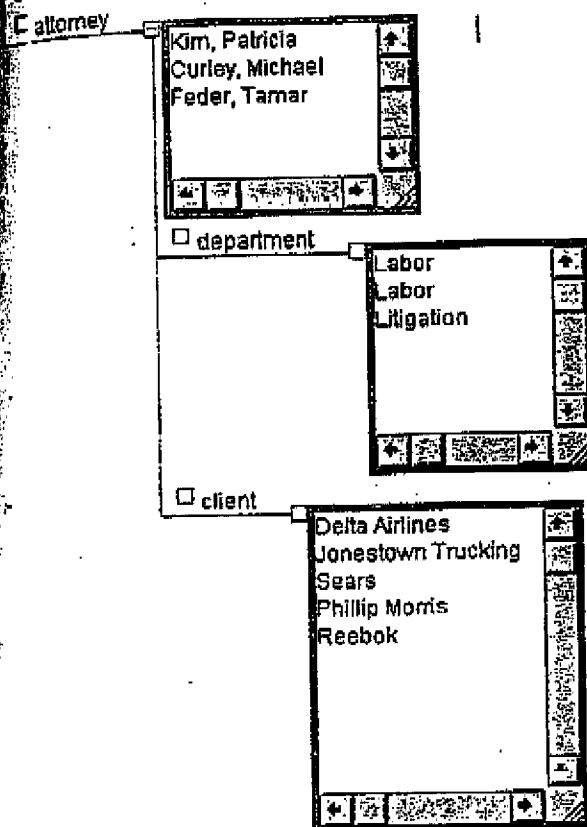 attorney
Kim, Patricia
Curley, Michael
Feder, Tamar
department
Labor
Labor
Litigation
client
Delta Airlines
Jonestown Trucking
Sears
Phillip Morris
Reebok